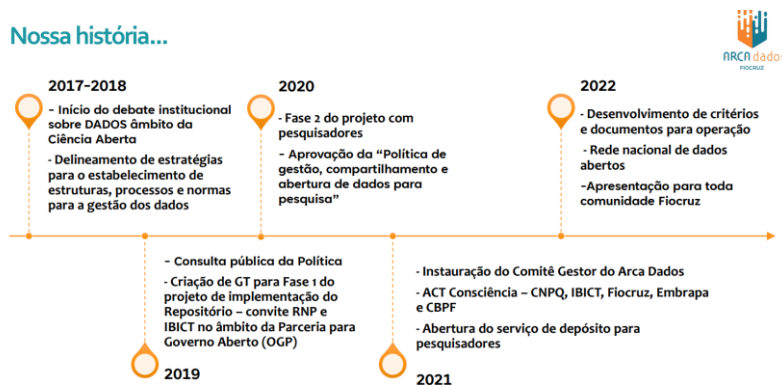 Nossa história...
ARCA dados
FIOCRUZ
2017-2018
- Início do debate institucional
sobre DADOS âmbito da
Ciência Aberta
- Delineamento de estratégias
para o estabelecimento de
estruturas, processos e normas
para a gestão dos dados
2020
- Fase 2 do projeto com
pesquisadores
- Aprovação da “Política de
gestão, compartilhamento e
abertura de dados para
pesquisa”
2022
- Desenvolvimento de critérios
e documentos para operação
- Rede nacional de dados
abertos
-Apresentação para toda
comunidade Fiocruz
- Consulta pública da Política
- Criação de GT para Fase 1 do
projeto de implementação do
Repositório – convite RNP e
IBICT no âmbito da Parceria para
Governo Aberto (OGP)
2019
- Instauração do Comitê Gestor do Arca Dados
- ACT Consciência – CNPQ, IBICT, Fiocruz, Embrapa
e CBPF
- Abertura do serviço de depósito para
pesquisadores
2021